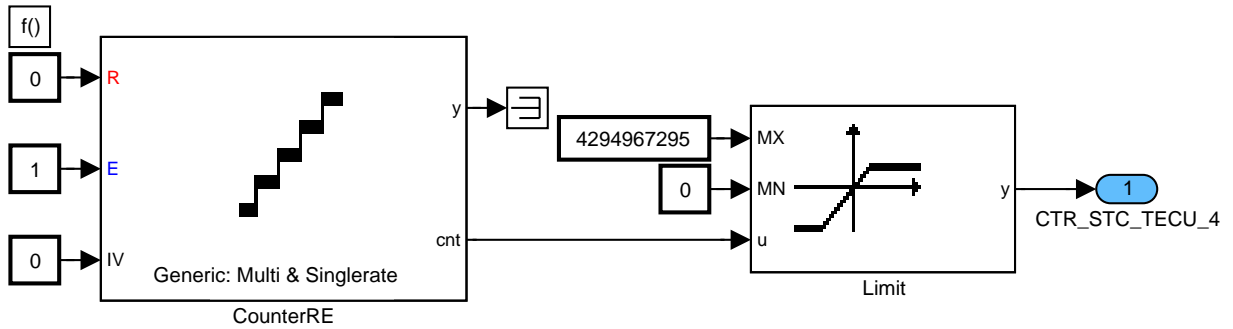 f()
0
R
1
E
0
IV
y
cnt
Generic: Multi & Singlerate
CounterRE
4294967295
MX
0
MN
u
y
Limit
1
CTR_STC_TECU_4